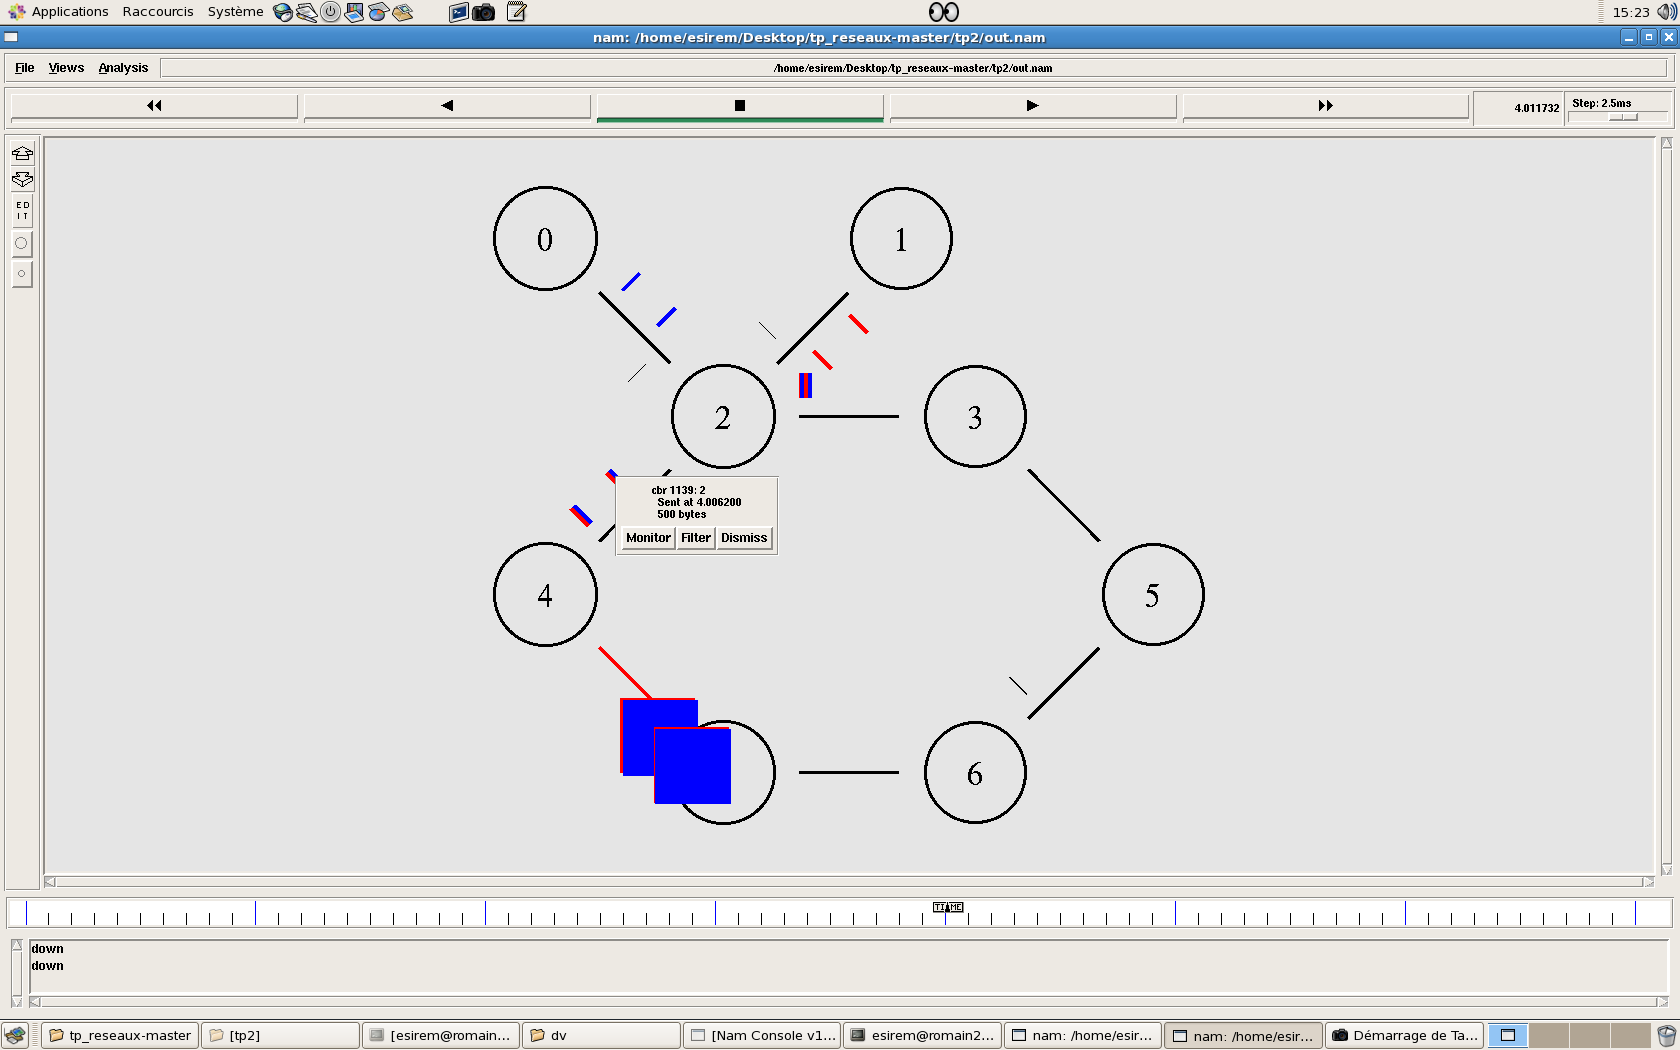 Applications Raccourcis Système 15:23
nam: /home/esirem/Desktop/tp_reseaux-master/tp2/out.nam
File Views Analysis /home/esirem/Desktop/tp_reseaux-master/tp2/out.nam
4.011732 Step: 2.5ms
ED
IT
0 1
2 3
cbr 1139: 2
Sent at 4.006200
500 bytes
Monitor Filter Dismiss
4 5
6
TIME
down
down
tp_reseaux-master [tp2] [esirem@romain... dv [Nam Console v1... esirem@romain2... nam: /home/esir... nam: /home/esir... Démarrage de Ta...